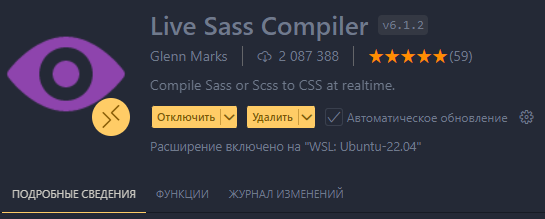 Live Sass Compiler v6.1.2
Glenn Marks | 2 087 388 | ★★★★★(59)
Compile Sass or Scss to CSS at realtime.
Отключить | Удалить | Автоматическое обновление
Расширение включено на "WSL: Ubuntu-22.04"
ПОДРОБНЫЕ СВЕДЕНИЯ ФУНКЦИИ ЖУРНАЛ ИЗМЕНЕНИЙ